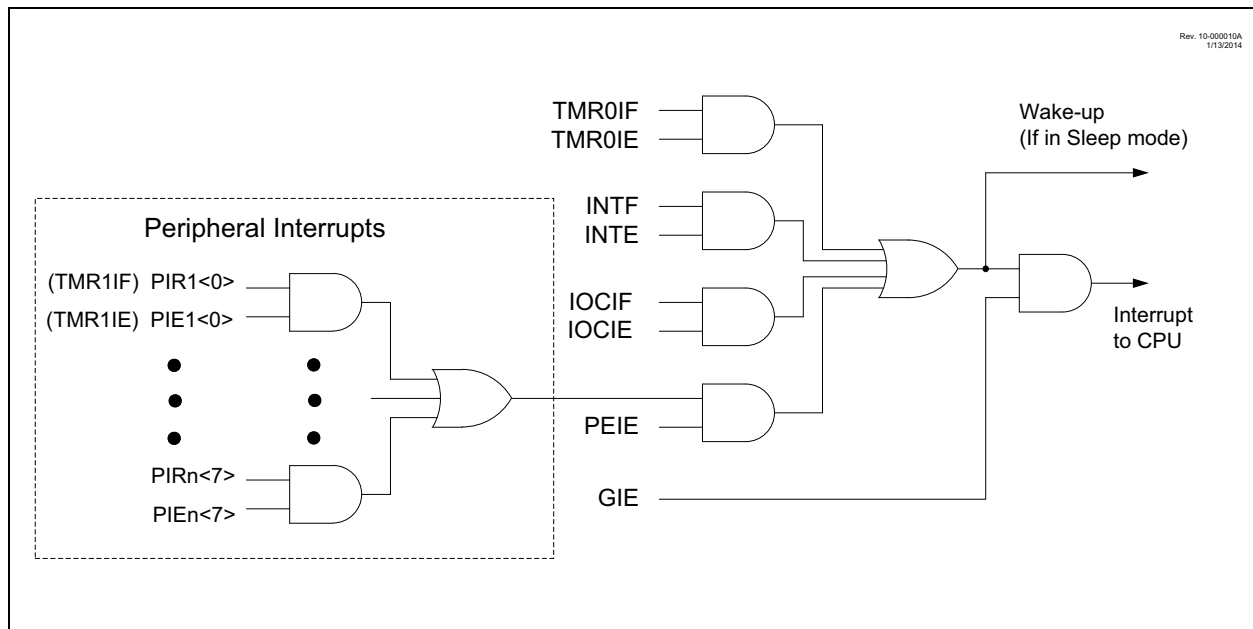 Rev. 10-000010A
1/13/2014
TMR0IF
TMR0IE
Wake-up
(If in Sleep mode)
INTF
INTE
Peripheral Interrupts
(TMR1IF) PIR1<0>
(TMR1IE) PIE1<0>
IOCIF
IOCIE
Interrupt
to CPU
PEIE
PIRn<7>
PIEn<7>
GIE